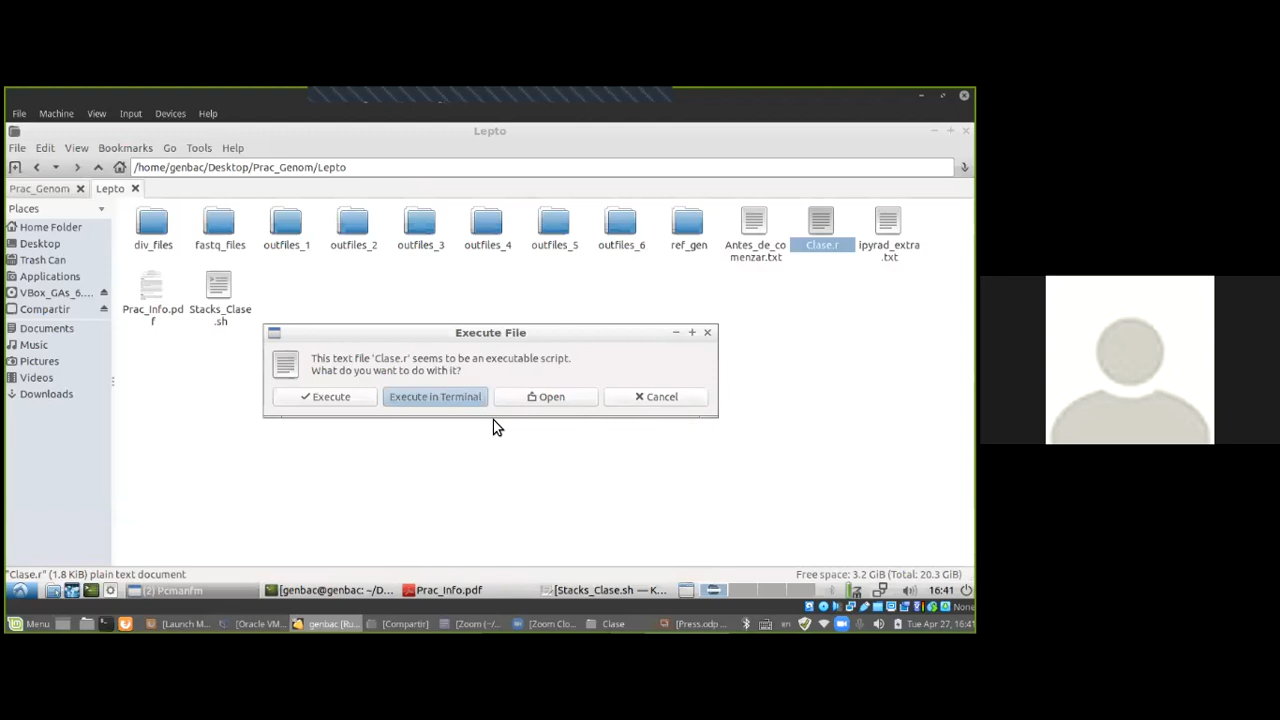 File Machine View Input Devices Help
Lepto
File Edit View Bookmarks Go Tools Help
/home/genbac/Desktop/Prac_Genom/Lepto
Prac_Genom Lepto
Places
Home Folder
Desktop
Trash Can
Applications
VBox_GAs_6....
Compartir
Documents
Music
Pictures
Videos
Downloads
div_files fastq_files outfiles_1 outfiles_2 outfiles_3 outfiles_4 outfiles_5 outfiles_6 ref_gen Antes_de_co
menzar.txt Clase.r ipyrad_extra
.txt
Prac_Info.pd
f Stacks_Clase
.sh
Execute File
This text file 'Clase.r' seems to be an executable script.
What do you want to do with it?
Execute Execute in Terminal Open Cancel
"Clase.r" (1.8 KiB) plain text document Free space: 3.2 GiB (Total: 20.3 GiB)
(2) Pcmanfm [genbac@genbac: ~/D... Prac_Info.pdf [Stacks_Clase.sh — K... 16:41
None
Menu [Launch M... [Oracle VM... genbac [Ru... [Compartir] [Zoom (~/... [Zoom Clo... Clase [Press.odp ... en Tue Apr 27, 16:41